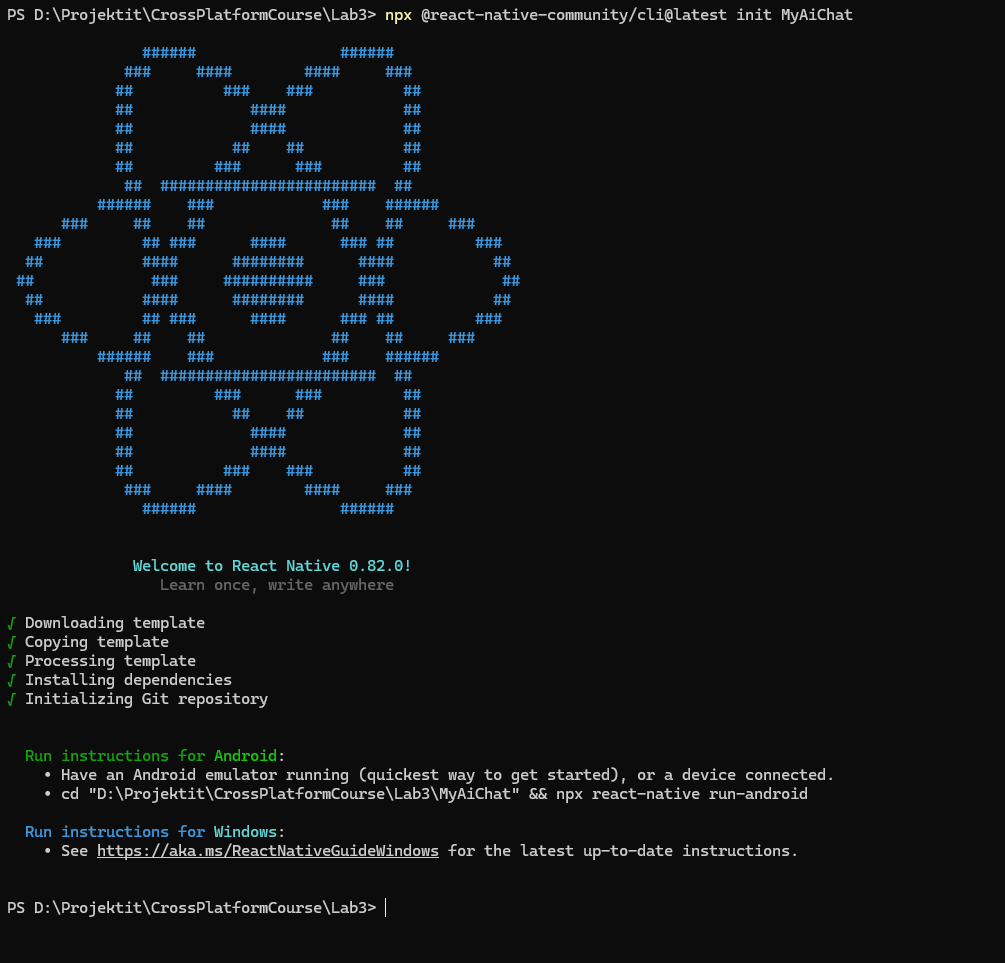 PS D:\Projektit\CrossPlatformCourse\Lab3> npx @react-native-community/cli@latest init MyAiChat
               ######                ######
             ###     ####        ####     ###
            ##          ###    ###          ##
            ##             ####             ##
            ##             ####             ##
            ##           ##    ##           ##
            ##         ###      ###         ##
             ##  ########################  ##
          ######    ###            ###    ######
      ###     ##    ##              ##    ##     ###
   ###         ## ###      ####      ### ##         ###
  ##           ####      ########      ####           ##
 ##             ###     ##########     ###             ##
  ##           ####      ########      ####           ##
   ###         ## ###      ####      ### ##         ###
      ###     ##    ##              ##    ##     ###
          ######    ###            ###    ######
             ##  ########################  ##
            ##         ###      ###         ##
            ##           ##    ##           ##
            ##             ####             ##
            ##             ####             ##
            ##          ###    ###          ##
             ###     ####        ####     ###
               ######                ######
Welcome to React Native 0.82.0!
Learn once, write anywhere
√ Downloading template
√ Copying template
√ Processing template
√ Installing dependencies
√ Initializing Git repository
Run instructions for Android:
• Have an Android emulator running (quickest way to get started), or a device connected.
• cd "D:\Projektit\CrossPlatformCourse\Lab3\MyAiChat" && npx react-native run-android
Run instructions for Windows:
• See https://aka.ms/ReactNativeGuideWindows for the latest up-to-date instructions.
PS D:\Projektit\CrossPlatformCourse\Lab3>